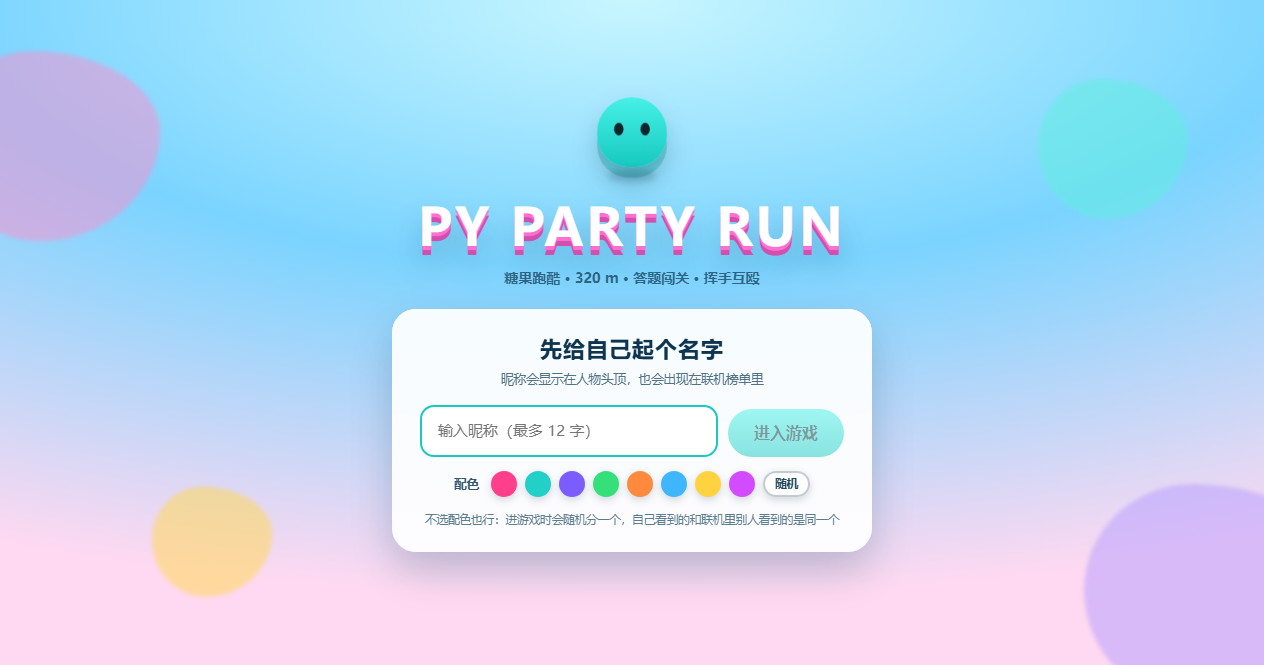 PY PARTY RUN
糖果跑酷 • 320 m • 答题闯关 • 挥手互殴
先给自己起个名字
昵称会显示在人物头顶，也会出现在联机榜单里
输入昵称（最多 12 字）
进入游戏
配色
随机
不选配色也行：进游戏时会随机分一个，自己看到的和联机里别人看到的是同一个